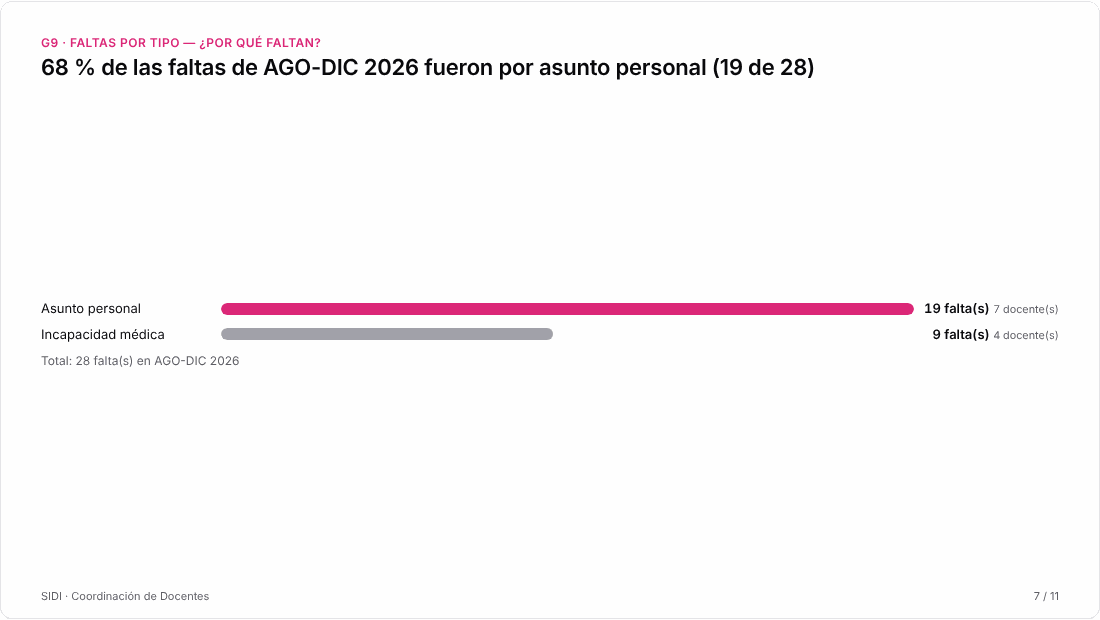 G9 · FALTAS POR TIPO — ¿POR QUÉ FALTAN?
68 % de las faltas de AGO-DIC 2026 fueron por asunto personal (19 de 28)
Asunto personal 19 falta(s) 7 docente(s)
Incapacidad médica 9 falta(s) 4 docente(s)
Total: 28 falta(s) en AGO-DIC 2026
SIDI · Coordinación de Docentes 7 / 11